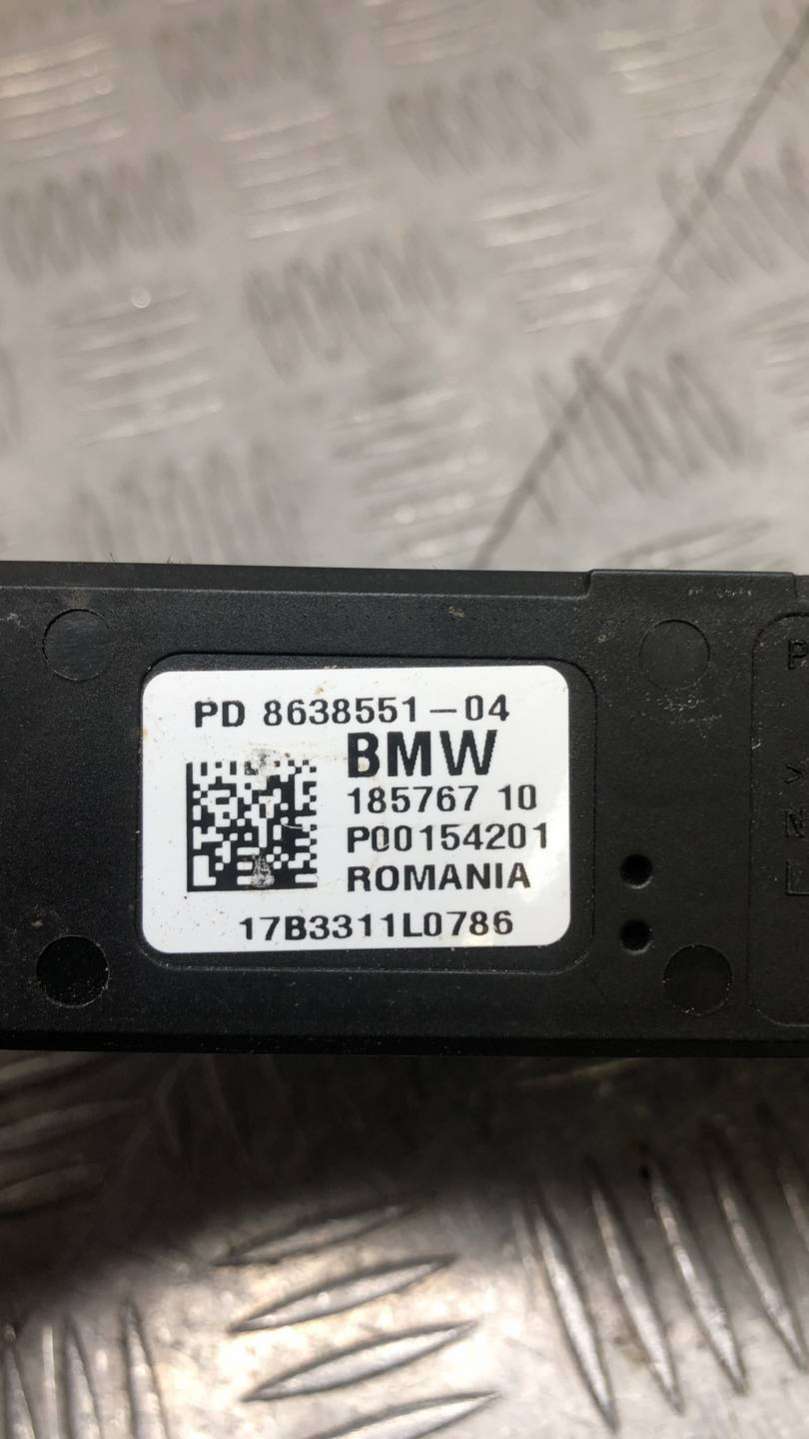 PD 8638551-04
BMW
185767 10
P00154201
ROMANIA
17B3311L0786